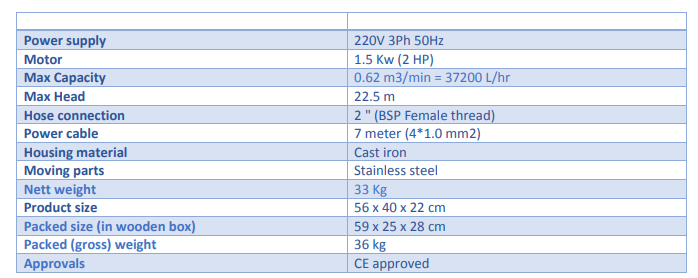 Power supply 220V 3Ph 50Hz
Motor 1.5 Kw (2 HP)
Max Capacity 0.62 m3/min = 37200 L/hr
Max Head 22.5 m
Hose connection 2 " (BSP Female thread)
Power cable 7 meter (4*1.0 mm2)
Housing material Cast iron
Moving parts Stainless steel
Nett weight 33 Kg
Product size 56 x 40 x 22 cm
Packed size (in wooden box) 59 x 25 x 28 cm
Packed (gross) weight 36 kg
Approvals CE approved